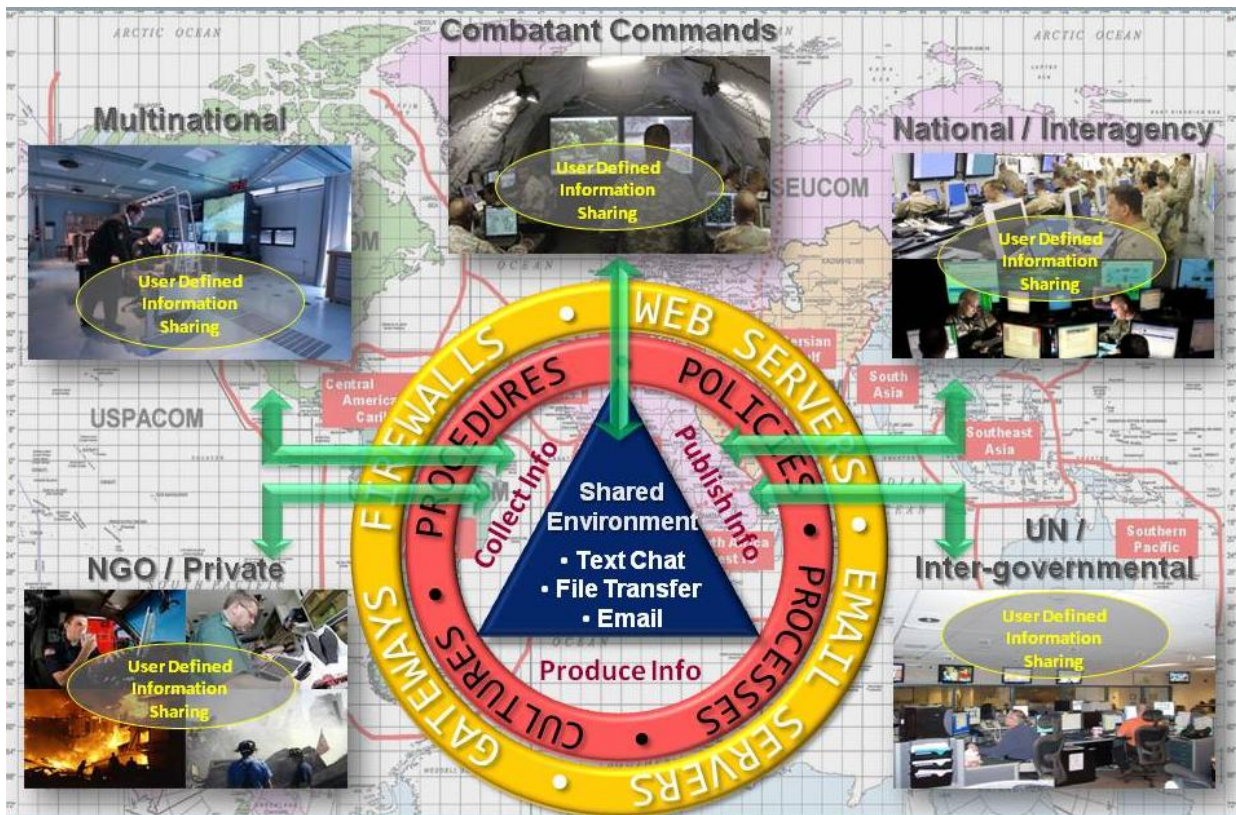 ARCTIC OCEAN
ARCTIC OCEAN
Combatant Commands
Multinational
National / Interagency
User Defined
Information
Sharing
User Defined
Information
Sharing
User Defined
Information
Sharing
SEUCOM
OCEAN
USPACOM
Central
America
South
Asia
Southeast
Asia
Southern
Pacific
FIREWALLS • WEB SERVERS • EMAIL SERVERS • GATEWAYS
PROCEDURES • POLICIES • PROCESSES • CULTURES
Collect Info
Publish Info
Shared
Environment
• Text Chat
• File Transfer
• Email
Produce Info
NGO / Private
UN /
Inter-governmental
User Defined
Information
Sharing
User Defined
Information
Sharing